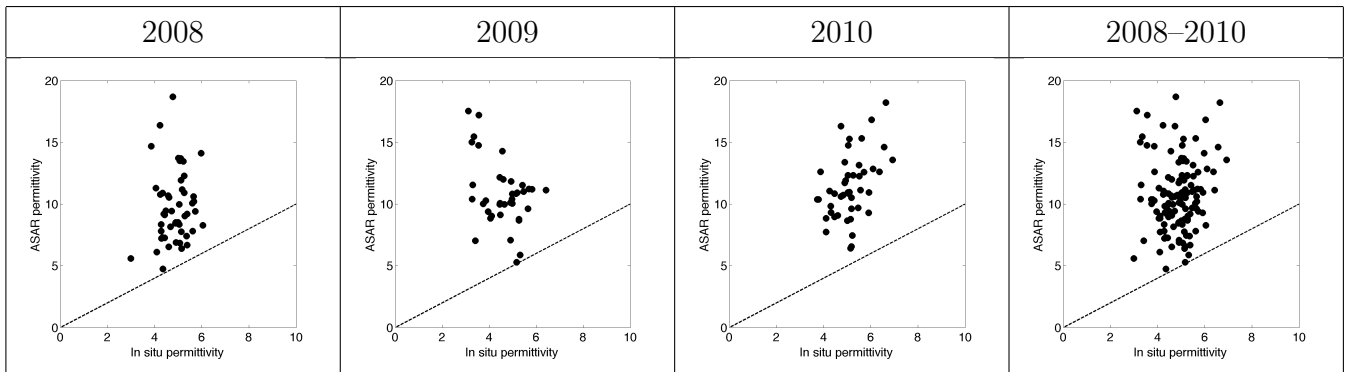 2008 2009 2010 2008–2010
20 20 20 20
15 15 15 15
10 10 10 10
5 5 5 5
0 0 0 0
ASAR permittivity ASAR permittivity ASAR permittivity ASAR permittivity
0 2 4 6 8 10 0 2 4 6 8 10 0 2 4 6 8 10 0 2 4 6 8 10
In situ permittivity In situ permittivity In situ permittivity In situ permittivity